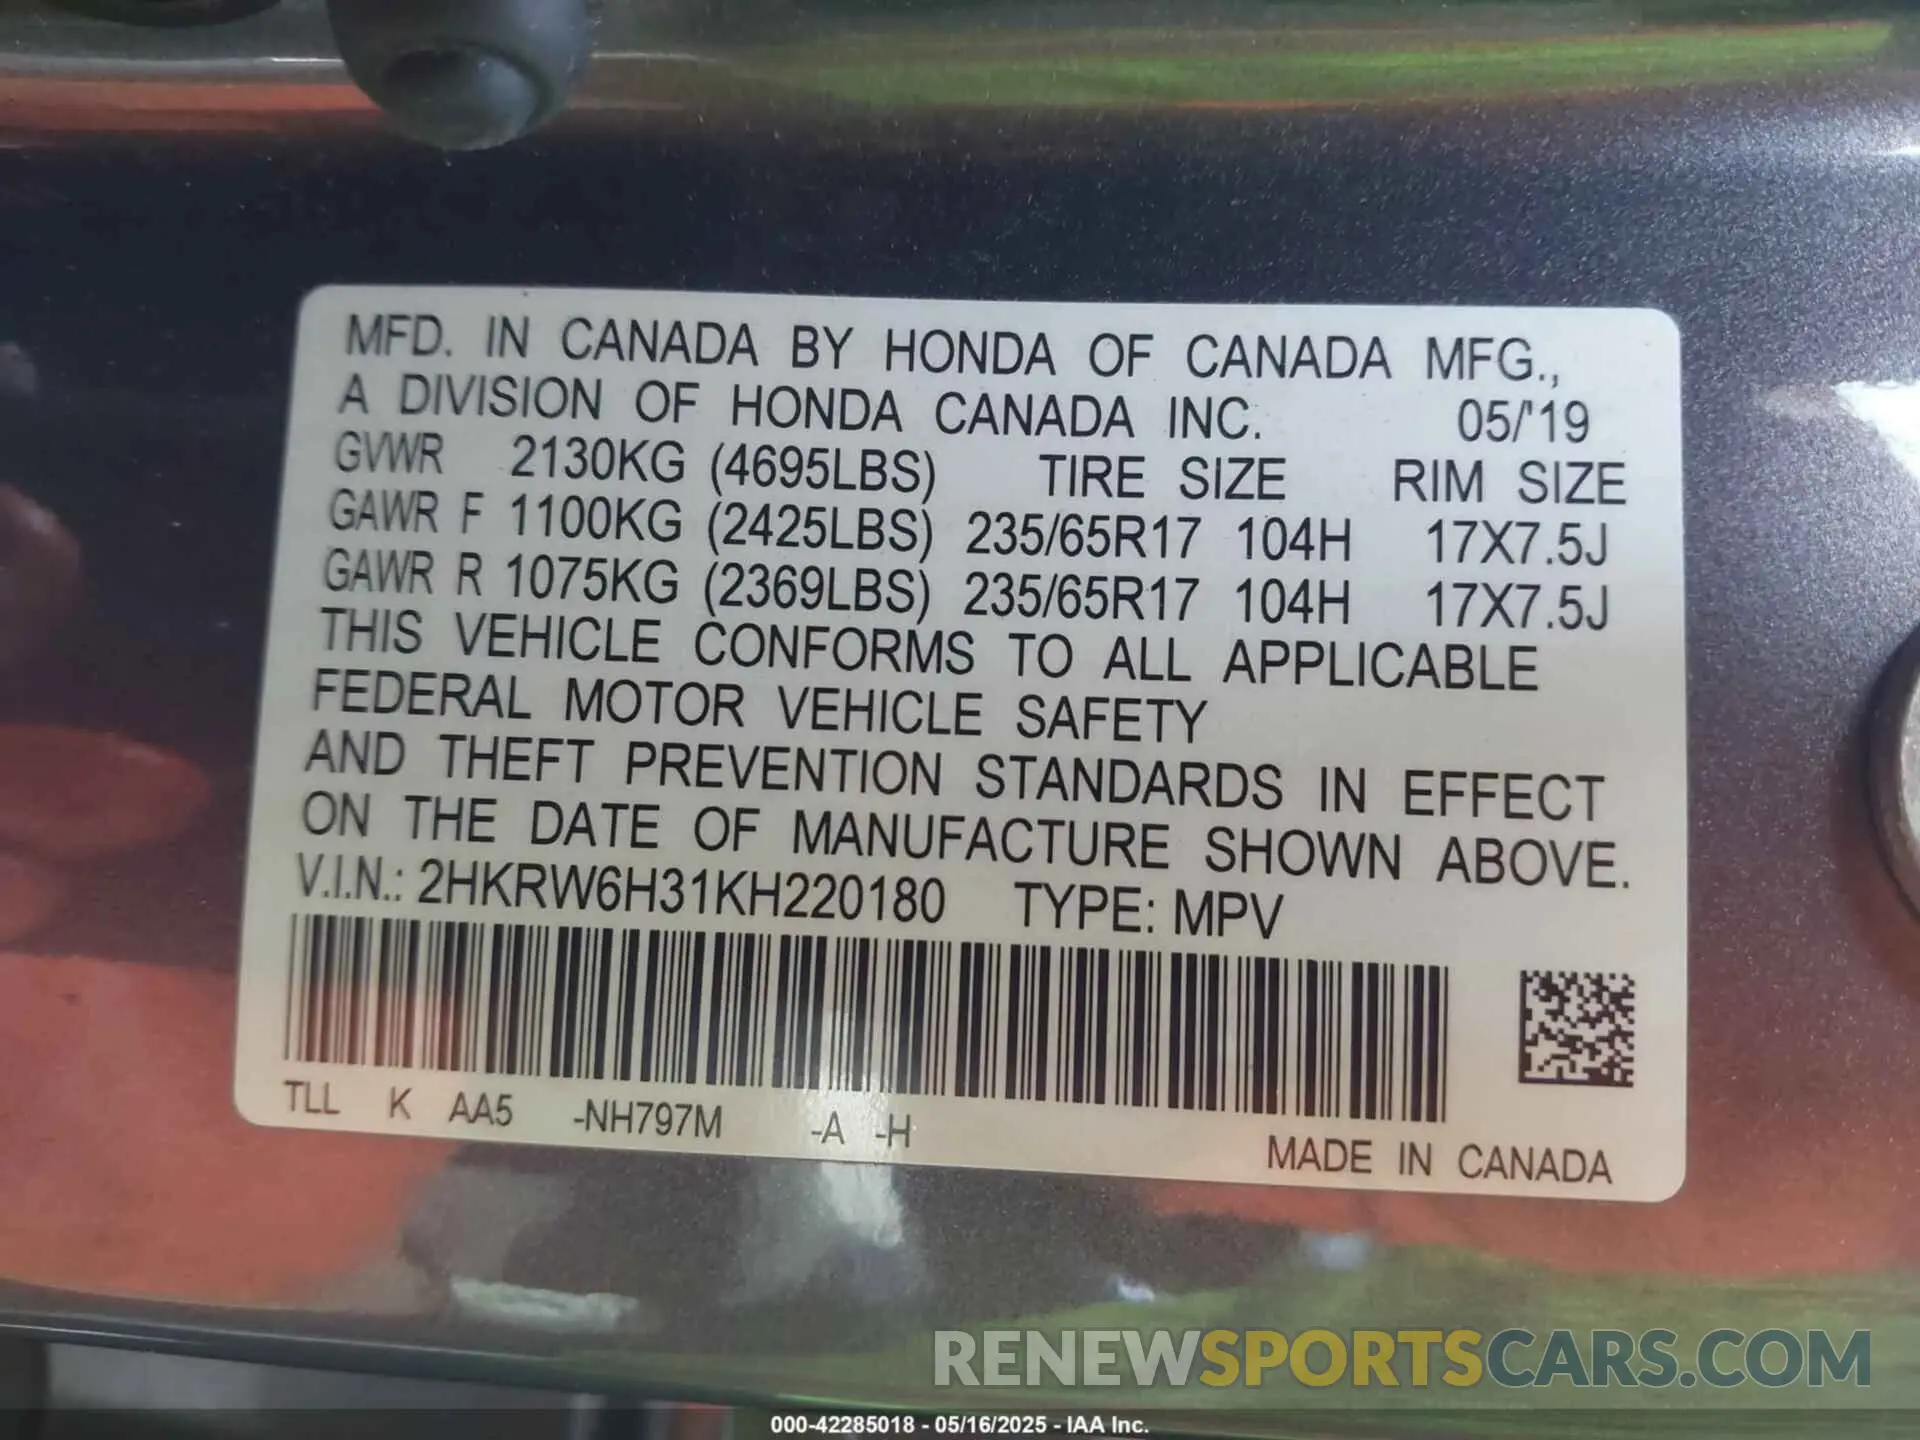 MFD. IN CANADA BY HONDA OF CANADA MFG.,
A DIVISION OF HONDA CANADA INC. 05/'19
GVWR 2130KG (4695LBS) TIRE SIZE RIM SIZE
GAWR F 1100KG (2425LBS) 235/65R17 104H 17X7.5J
GAWR R 1075KG (2369LBS) 235/65R17 104H 17X7.5J
THIS VEHICLE CONFORMS TO ALL APPLICABLE
FEDERAL MOTOR VEHICLE SAFETY
AND THEFT PREVENTION STANDARDS IN EFFECT
ON THE DATE OF MANUFACTURE SHOWN ABOVE.
V.I.N.: 2HKRW6H31KH220180 TYPE: MPV
TLL K AA5 -NH797M -A -H
MADE IN CANADA
RENEWSPORTSCARS.COM
000-42285018 - 05/16/2025 - IAA Inc.